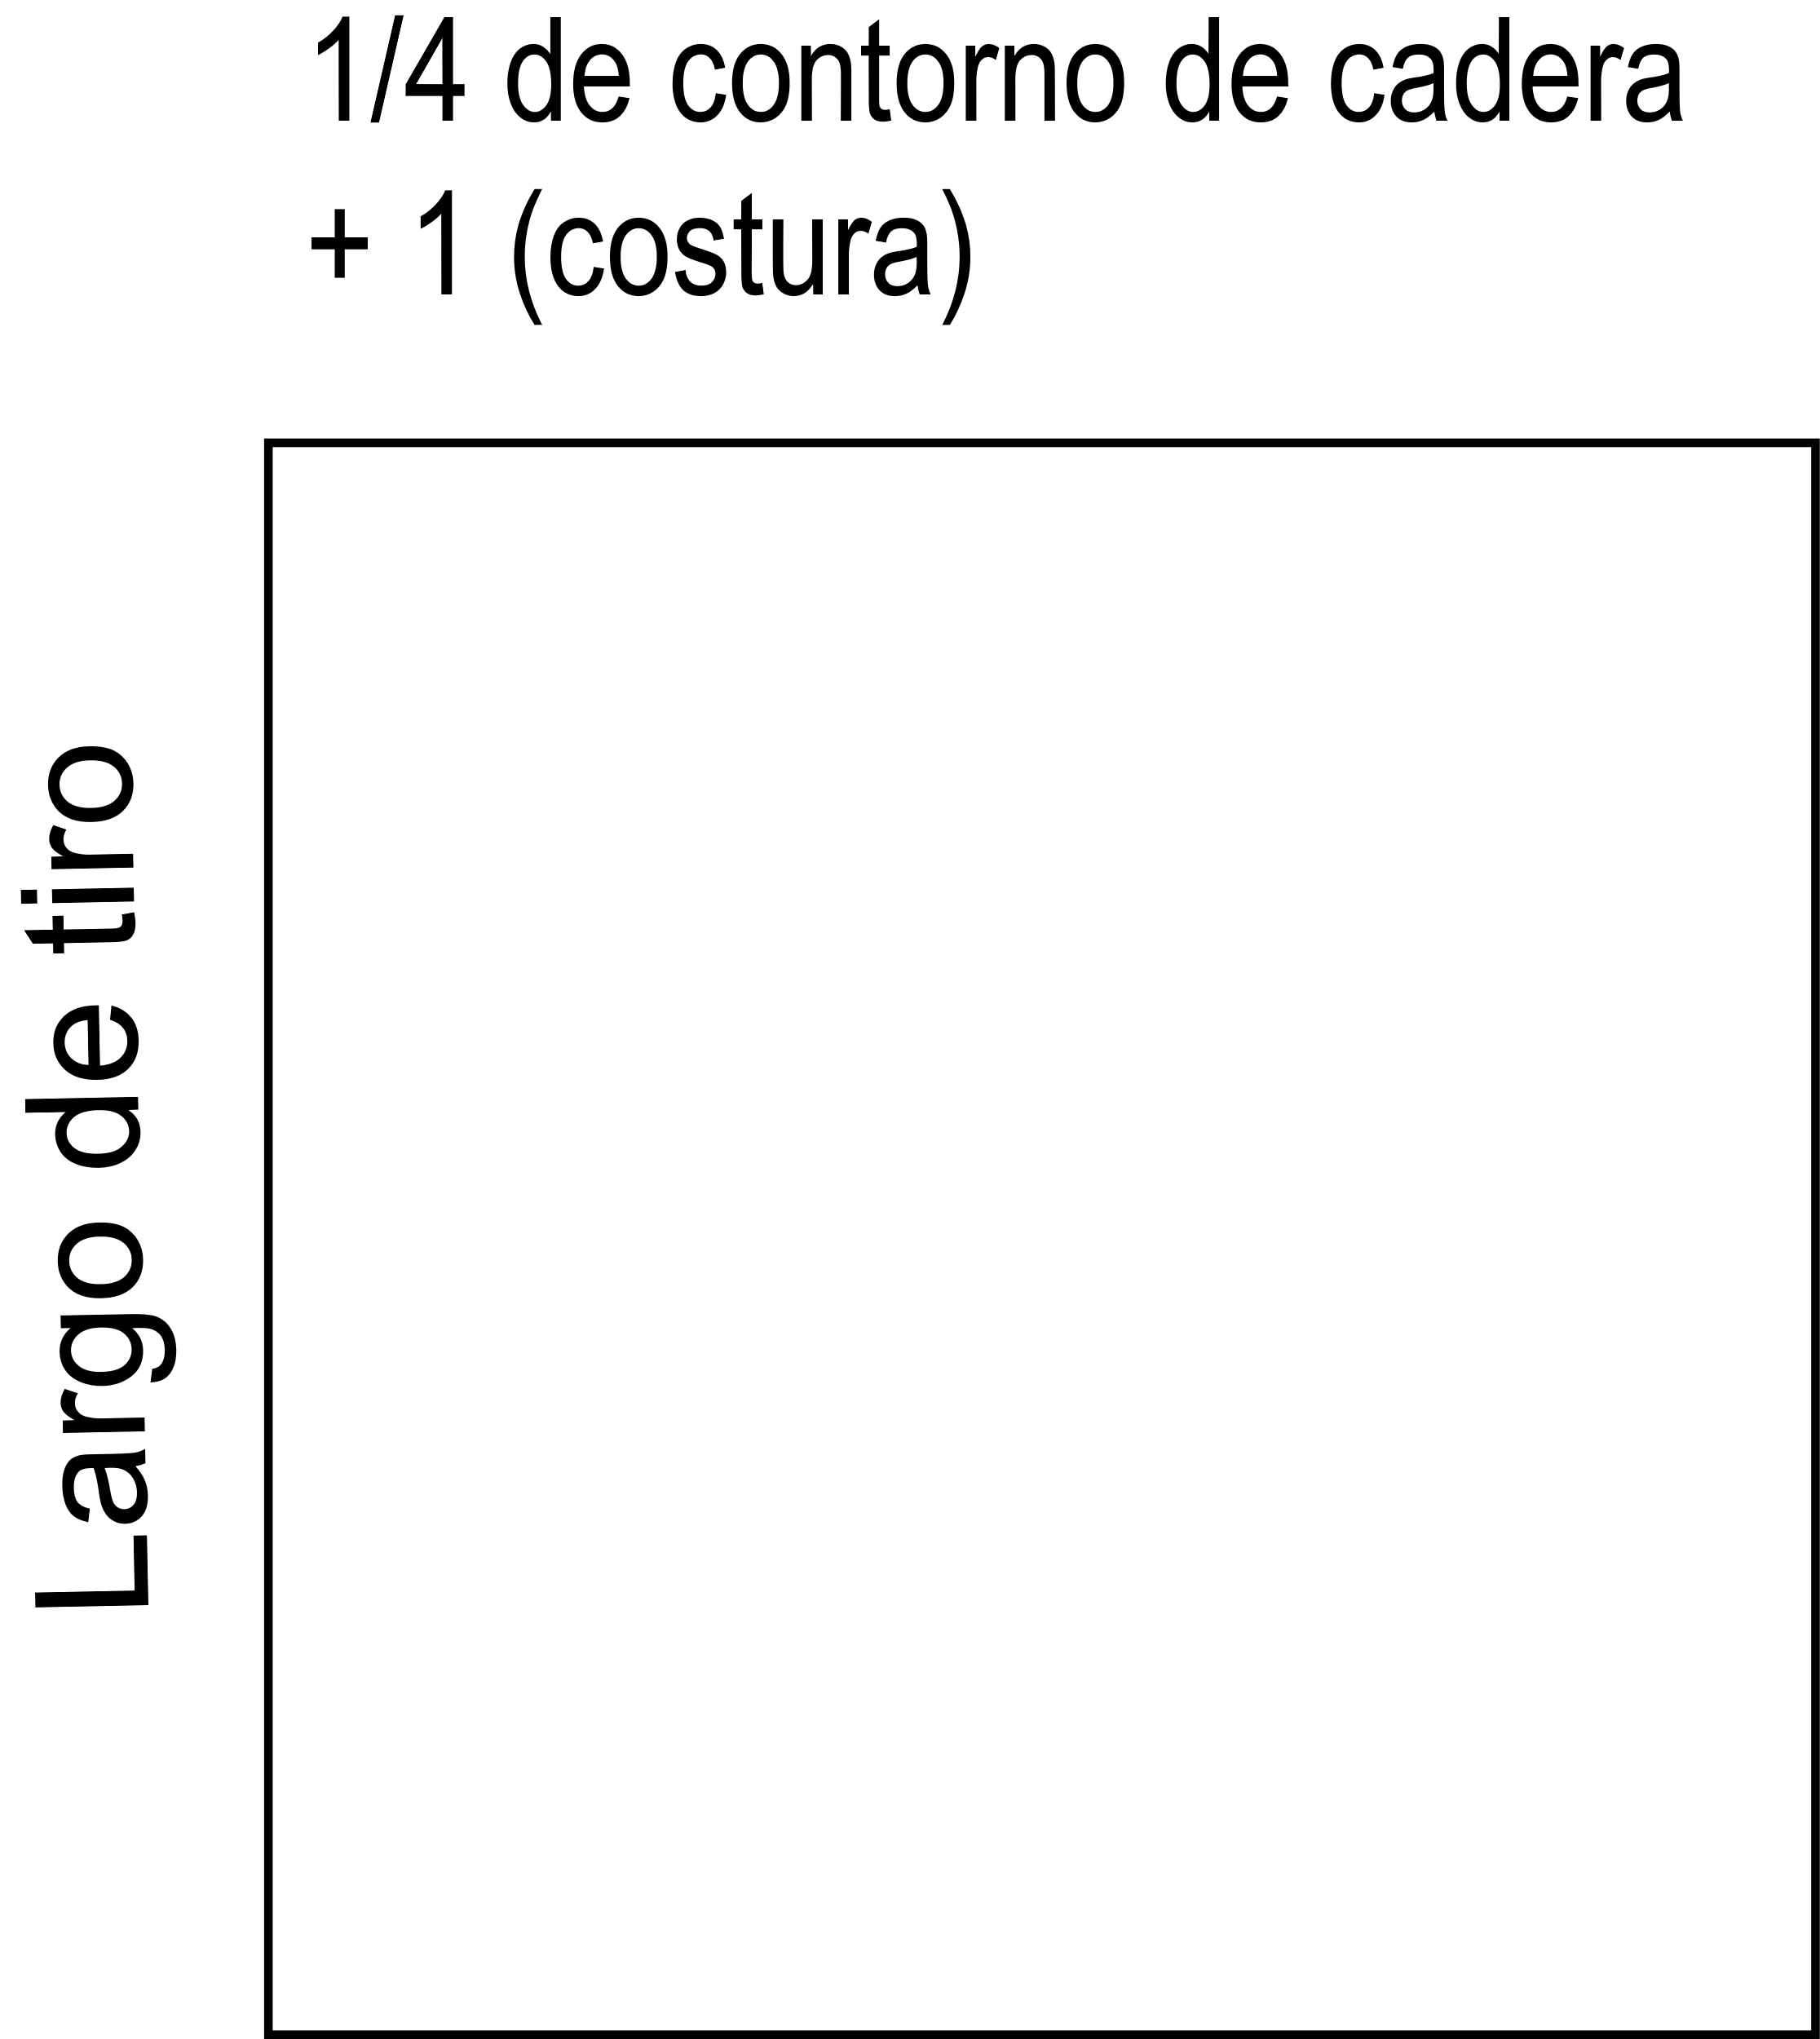 1/4 de contorno de cadera
+ 1 (costura)
Largo de tiro